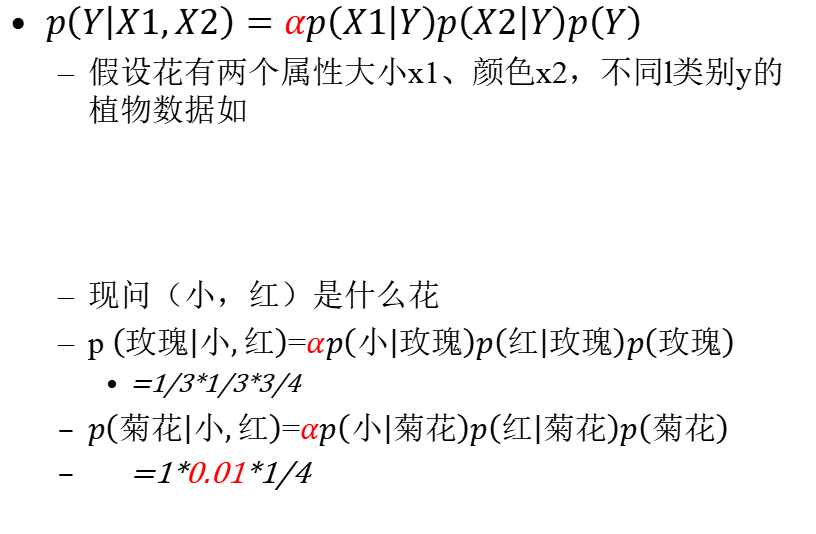 • p(Y|X1, X2) = αp(X1|Y)p(X2|Y)p(Y)
– 假设花有两个属性大小x1、颜色x2，不同l类别y的
植物数据如
– 现问（小，红）是什么花
– p (玫瑰|小, 红)=αp(小|玫瑰)p(红|玫瑰)p(玫瑰)
• =1/3*1/3*3/4
– p(菊花|小, 红)=αp(小|菊花)p(红|菊花)p(菊花)
– =1*0.01*1/4